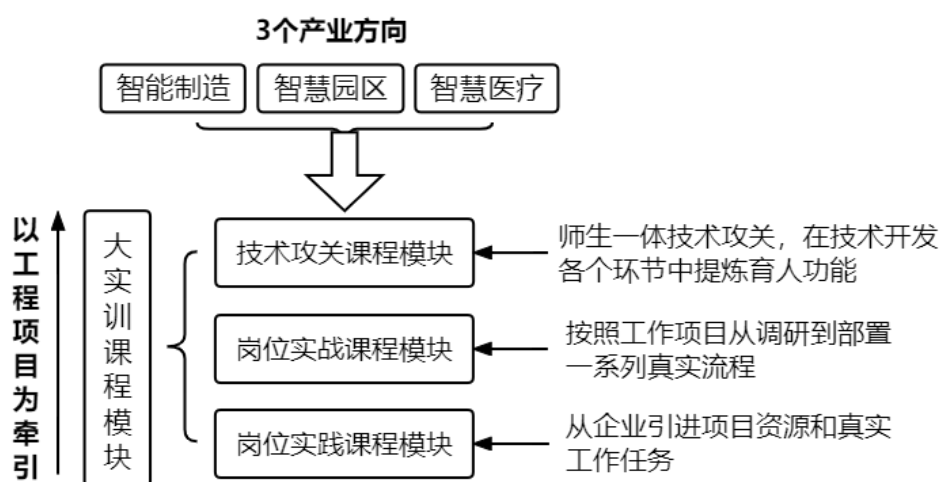 3个产业方向
智能制造
智慧园区
智慧医疗
以工程项目为牵引
大实训课程模块
技术攻关课程模块
师生一体技术攻关，在技术开发
各个环节中提炼育人功能
岗位实战课程模块
按照工作项目从调研到部置
一系列真实流程
岗位实践课程模块
从企业引进项目资源和真实
工作任务